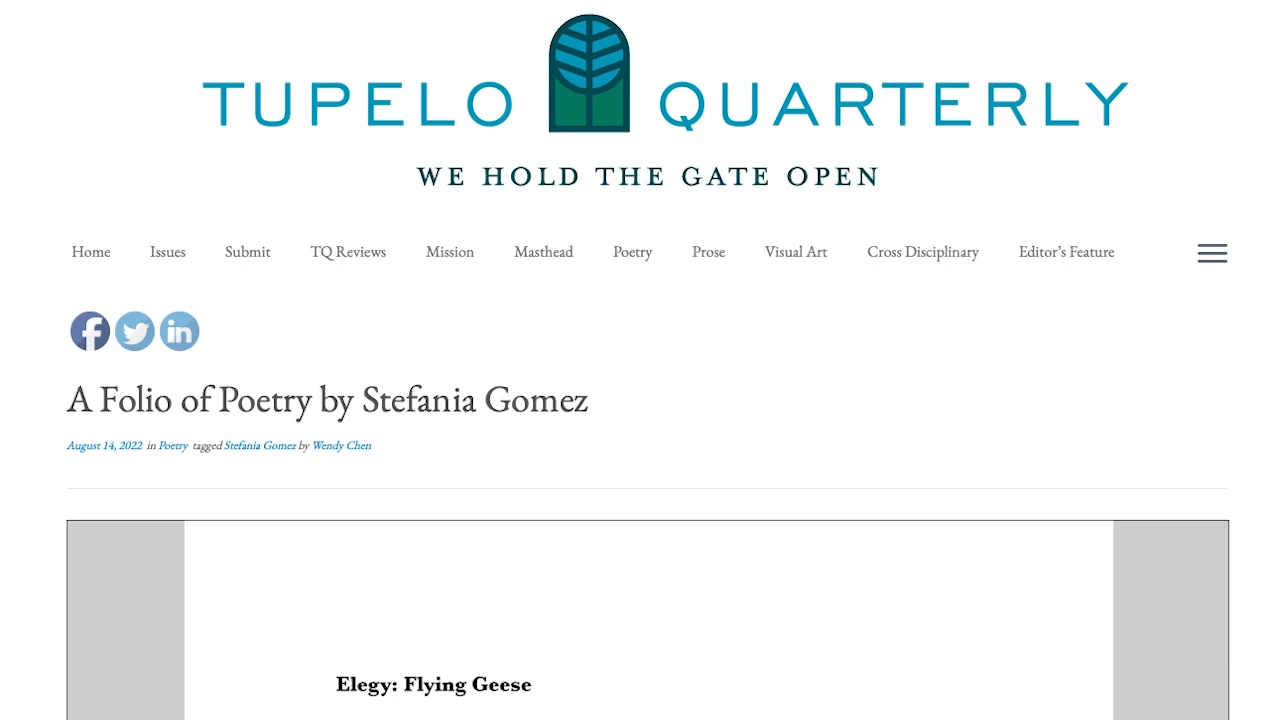 TUPELO QUARTERLY
WE HOLD THE GATE OPEN
Home Issues Submit TQ Reviews Mission Masthead Poetry Prose Visual Art Cross Disciplinary Editor’s Feature
A Folio of Poetry by Stefania Gomez
August 14, 2022 in Poetry tagged Stefania Gomez by Wendy Chen
Elegy: Flying Geese